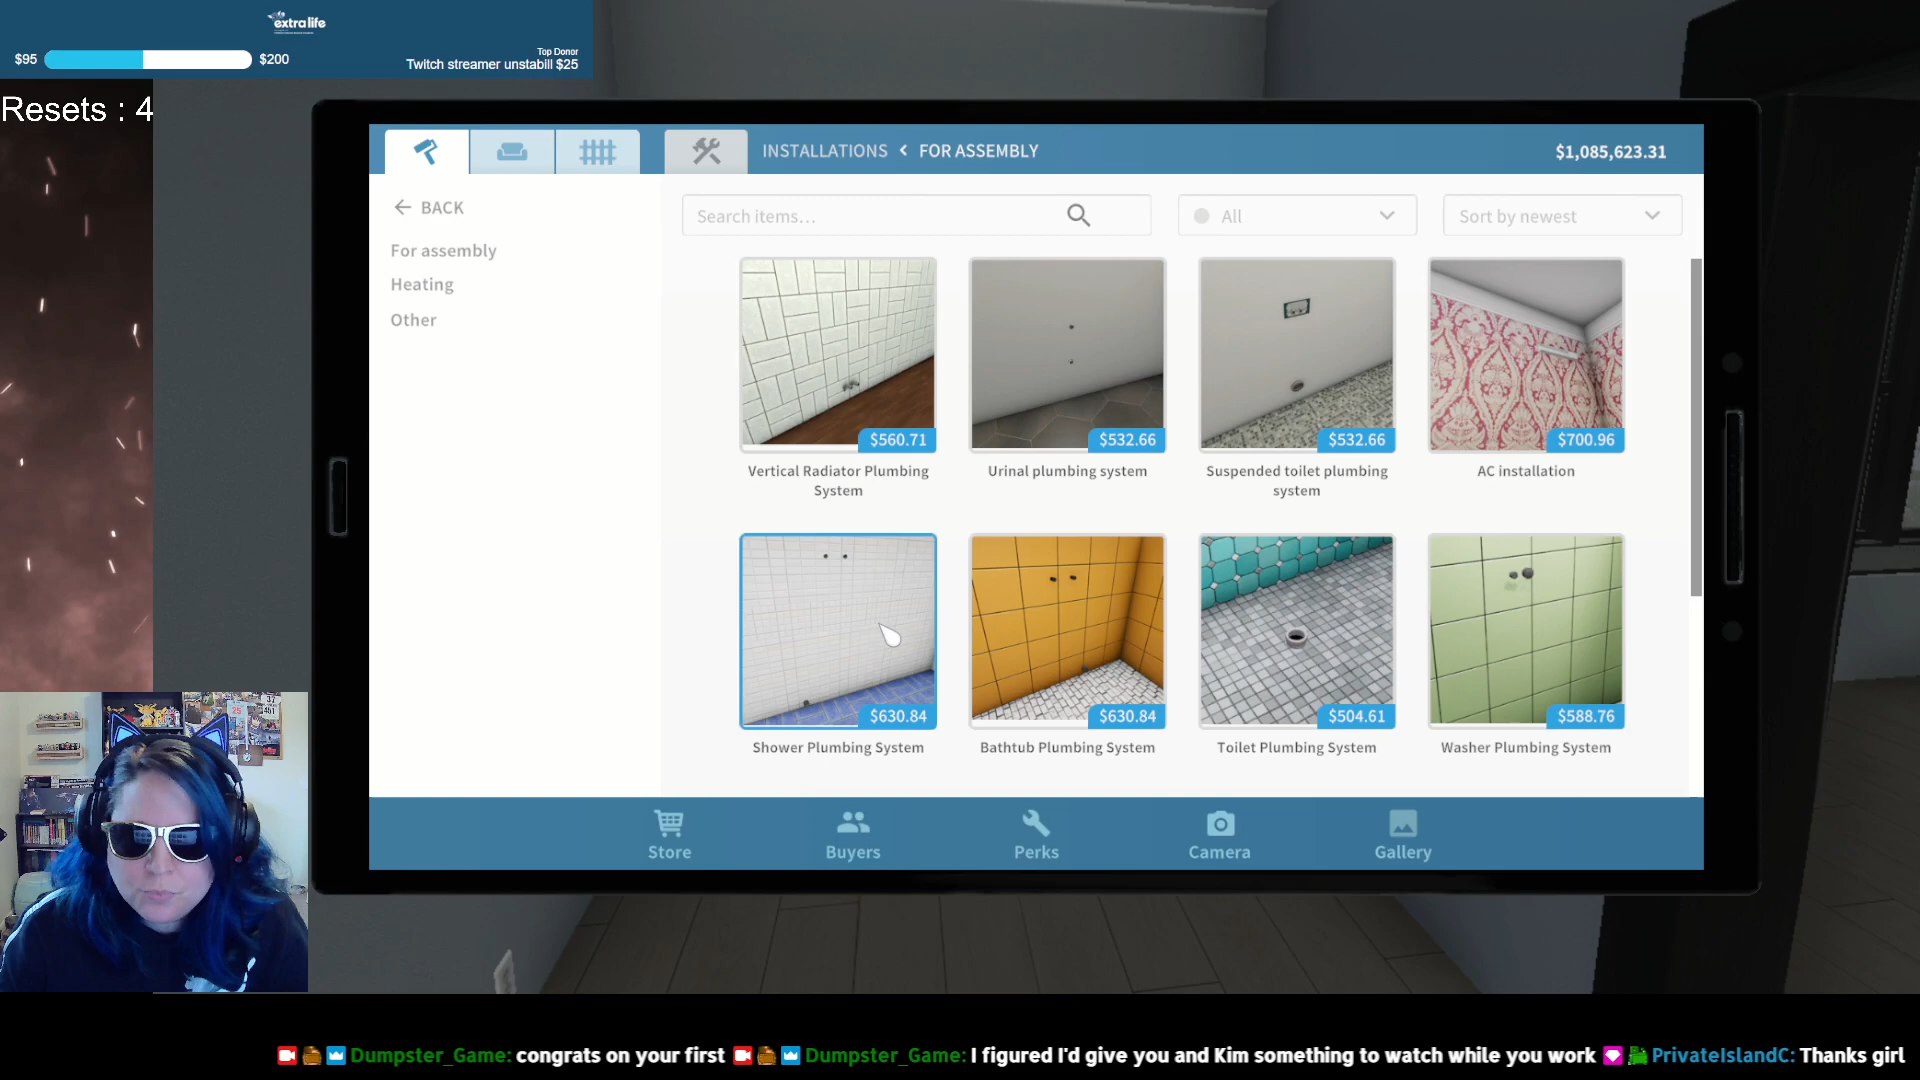 extralife
$95
$200
Top Donor
Twitch streamer unstabill $25
Resets : 4
INSTALLATIONS < FOR ASSEMBLY
$1,085,623.31
BACK
For assembly
Heating
Other
Search items...
All
Sort by newest
$560.71
$532.66
$532.66
$700.96
Vertical Radiator Plumbing
System
Urinal plumbing system
Suspended toilet plumbing
system
AC installation
$630.84
$630.84
$504.61
$588.76
Shower Plumbing System
Bathtub Plumbing System
Toilet Plumbing System
Washer Plumbing System
Store
Buyers
Perks
Camera
Gallery
Dumpster_Game: congrats on your first Dumpster_Game: I figured I'd give you and Kim something to watch while you work PrivateIslandC: Thanks girl